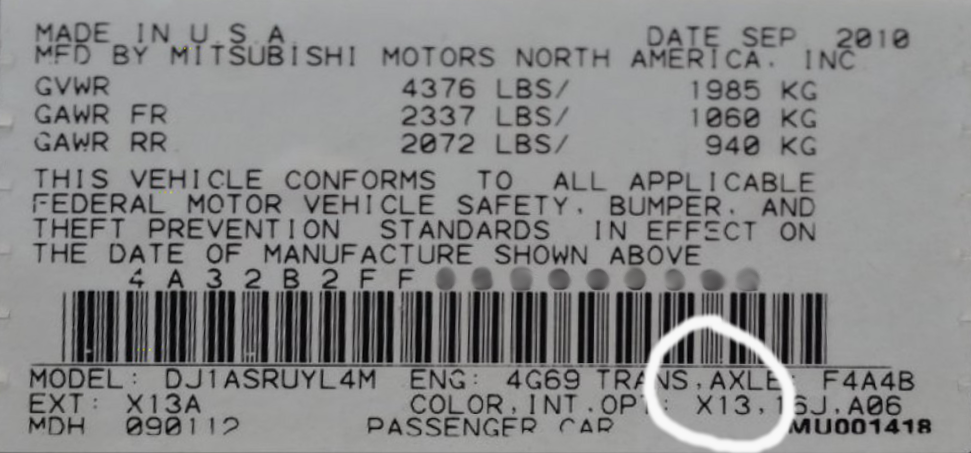 MADE IN U.S.A. DATE SEP 2010
MFD BY MITSUBISHI MOTORS NORTH AMERICA. INC
GVWR 4376 LBS/ 1985 KG
GAWR FR 2337 LBS/ 1060 KG
GAWR RR 2072 LBS/ 940 KG
THIS VEHICLE CONFORMS TO ALL APPLICABLE
FEDERAL MOTOR VEHICLE SAFETY, BUMPER, AND
THEFT PREVENTION STANDARDS IN EFFECT ON
THE DATE OF MANUFACTURE SHOWN ABOVE
4A32B2FF
MODEL: DJ1ASRUYL4M ENG: 4G69 TRANS,AXLE: F4A4B
EXT: X13A COLOR,INT,OPT: X13,16J,A06
MDH 090112 PASSENGER CAR MU001418